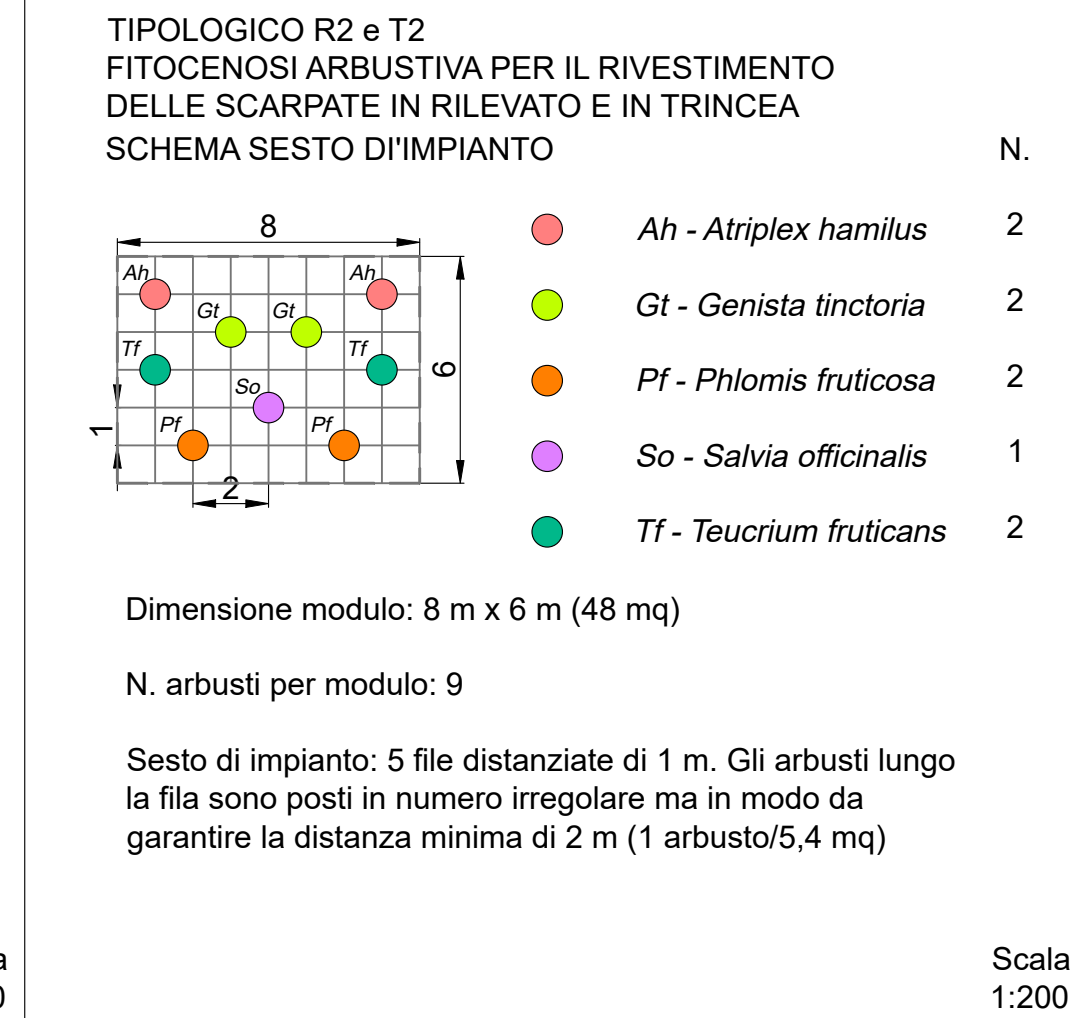 TIPOLOGICO R2 e T2
FITOCENOSI ARBUSTIVA PER IL RIVESTIMENTO
DELLE SCARPATE IN RILEVATO E IN TRINCEA
SCHEMA SESTO DI'IMPIANTO N.
8
Ah Ah
Gt Gt
Tf Tf
6
So
1
Pf Pf
2
Ah - Atriplex hamilus 2
Gt - Genista tinctoria 2
Pf - Phlomis fruticosa 2
So - Salvia officinalis 1
Tf - Teucrium fruticans 2
Dimensione modulo: 8 m x 6 m (48 mq)
N. arbusti per modulo: 9
Sesto di impianto: 5 file distanziate di 1 m. Gli arbusti lungo
la fila sono posti in numero irregolare ma in modo da
garantire la distanza minima di 2 m (1 arbusto/5,4 mq)
a
0
Scala
1:200